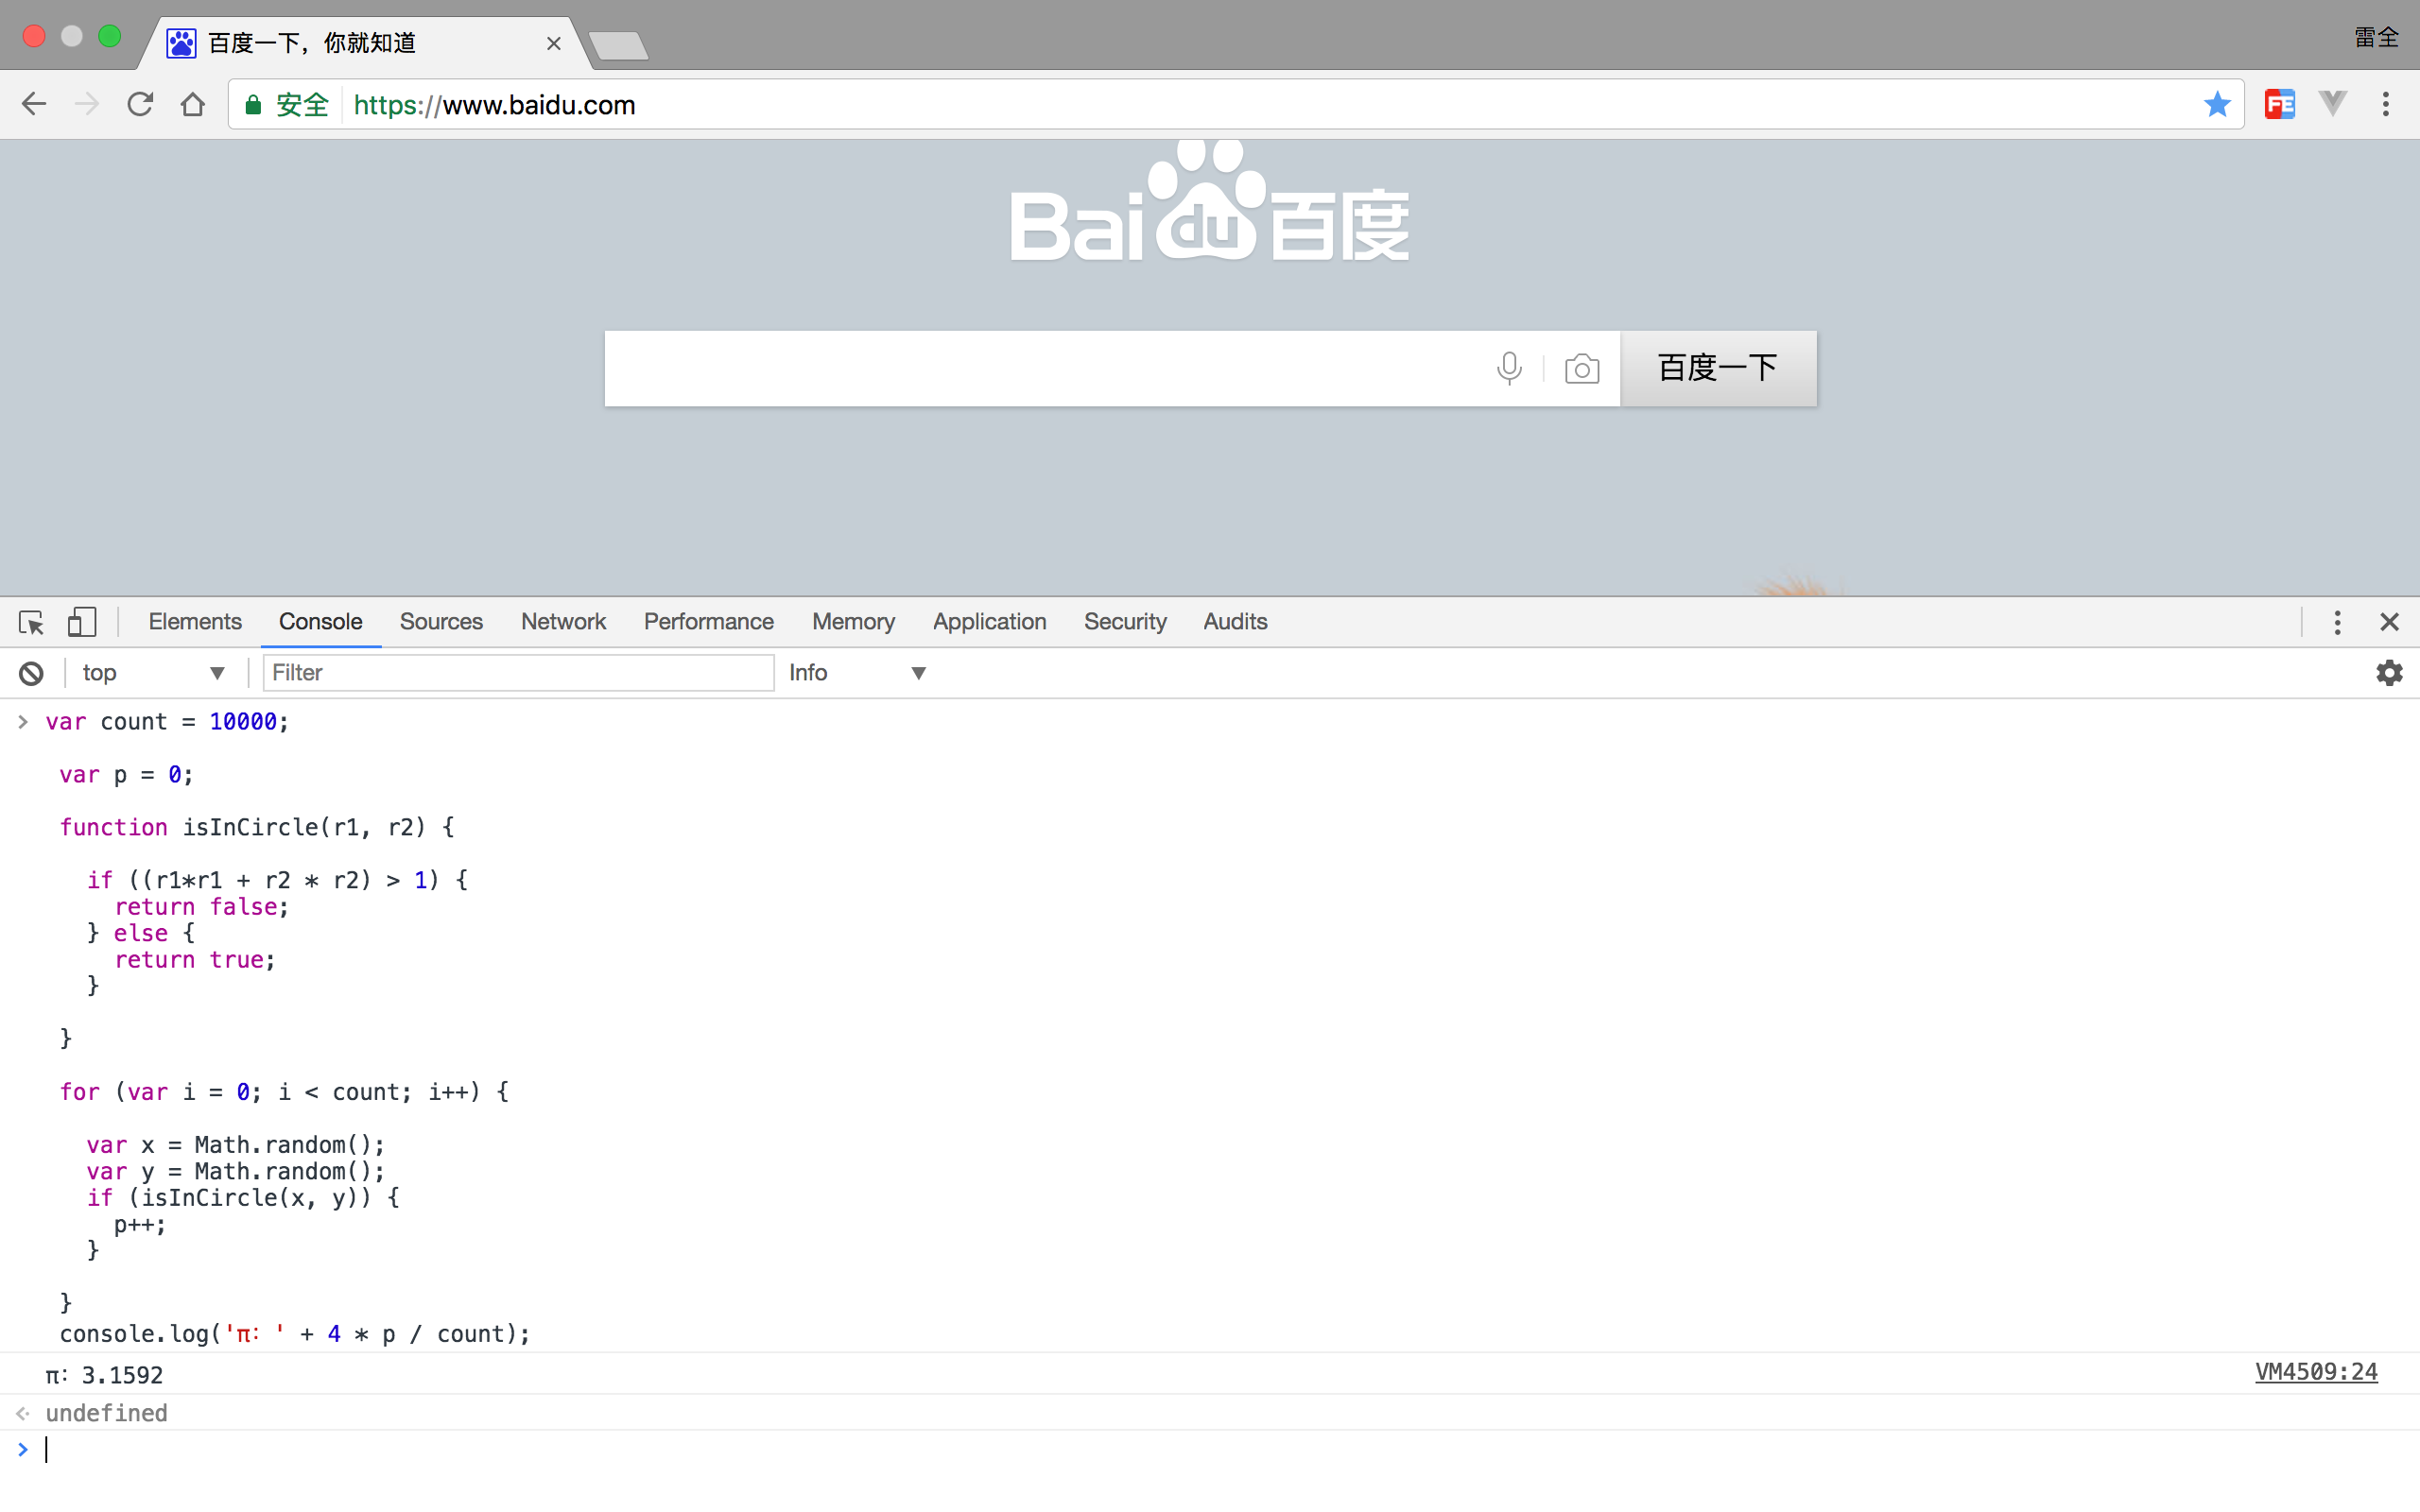 百度一下，你就知道
雷全
安全 https://www.baidu.com
FE
Bai du 百度
百度一下
Elements Console Sources Network Performance Memory Application Security Audits
top Filter Info
var count = 10000;
var p = 0;
function isInCircle(r1, r2) {
if ((r1*r1 + r2 * r2) > 1) {
return false;
} else {
return true;
}
}
for (var i = 0; i < count; i++) {
var x = Math.random();
var y = Math.random();
if (isInCircle(x, y)) {
p++;
}
}
console.log('π：' + 4 * p / count);
π：3.1592 VM4509:24
undefined